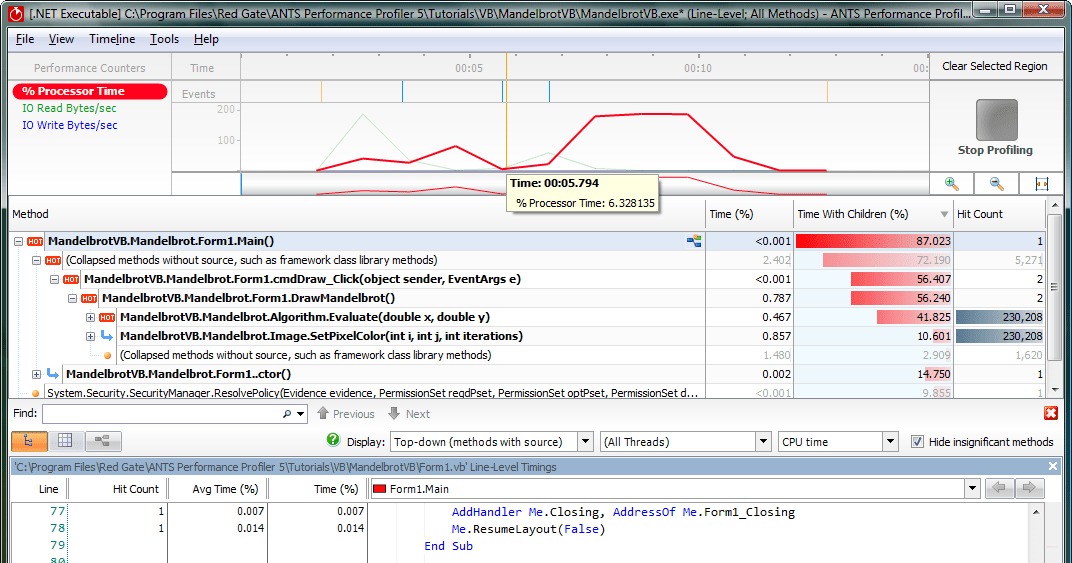 [.NET Executable] C:\Program Files\Red Gate\ANTS Performance Profiler 5\Tutorials\VB\MandelbrotVB\MandelbrotVB.exe* (Line-Level; All Methods) - ANTS Performance Profil...
File View Timeline Tools Help
Performance Counters Time 00:05 00:10 00: Clear Selected Region
% Processor Time Events
IO Read Bytes/sec 200
IO Write Bytes/sec 100
Stop Profiling
Time: 00:05.794
% Processor Time: 6.328135
Method Time (%) Time With Children (%) Hit Count
HOT MandelbrotVB.Mandelbrot.Form1.Main() <0.001 87.023 1
HOT (Collapsed methods without source, such as framework class library methods) 2.402 72.190 5,271
HOT MandelbrotVB.Mandelbrot.Form1.cmdDraw_Click(object sender, EventArgs e) <0.001 56.407 2
HOT MandelbrotVB.Mandelbrot.Form1.DrawMandelbrot() 0.787 56.240 2
HOT MandelbrotVB.Mandelbrot.Algorithm.Evaluate(double x, double y) 0.467 41.825 230,208
MandelbrotVB.Mandelbrot.Image.SetPixelColor(int i, int j, int iterations) 0.857 10.601 230,208
(Collapsed methods without source, such as framework class library methods) 1.480 2.909 1,620
MandelbrotVB.Mandelbrot.Form1..ctor() 0.002 14.750 1
System.Security.SecurityManager.ResolvePolicy(Evidence evidence, PermissionSet reqdPset, PermissionSet optPset, PermissionSet d... <0.001 9.855 1
Find: Previous Next
? Display: Top-down (methods with source) (All Threads) CPU time Hide insignificant methods
'C:\Program Files\Red Gate\ANTS Performance Profiler 5\Tutorials\VB\MandelbrotVB\Form1.vb' Line-Level Timings
Line Hit Count Avg Time (%) Time (%) Form1.Main
77 1 0.007 0.007 AddHandler Me.Closing, AddressOf Me.Form1_Closing
78 1 0.014 0.014 Me.ResumeLayout(False)
79 End Sub
80